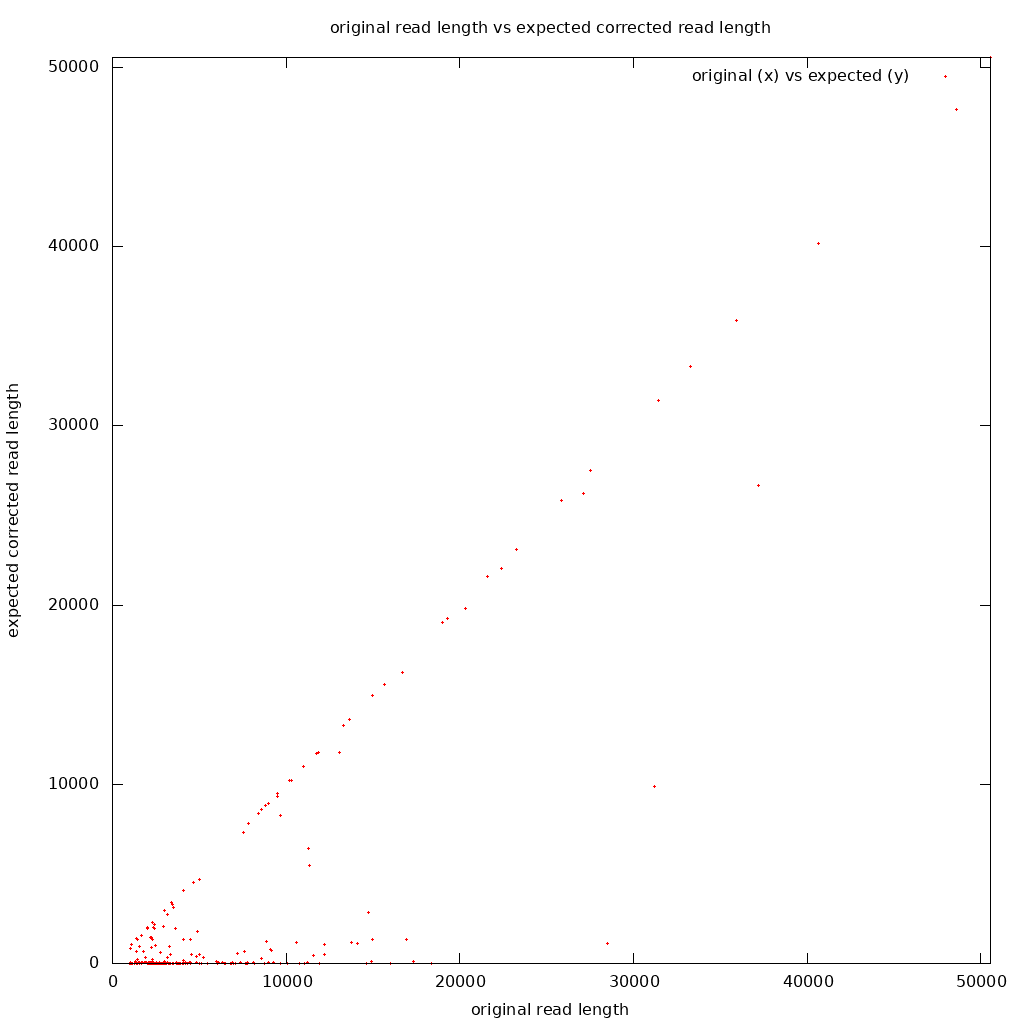 original read length vs expected corrected read length
original (x) vs expected (y)
50000
40000
30000
20000
10000
0
expected corrected read length
0 10000 20000 30000 40000 50000
original read length